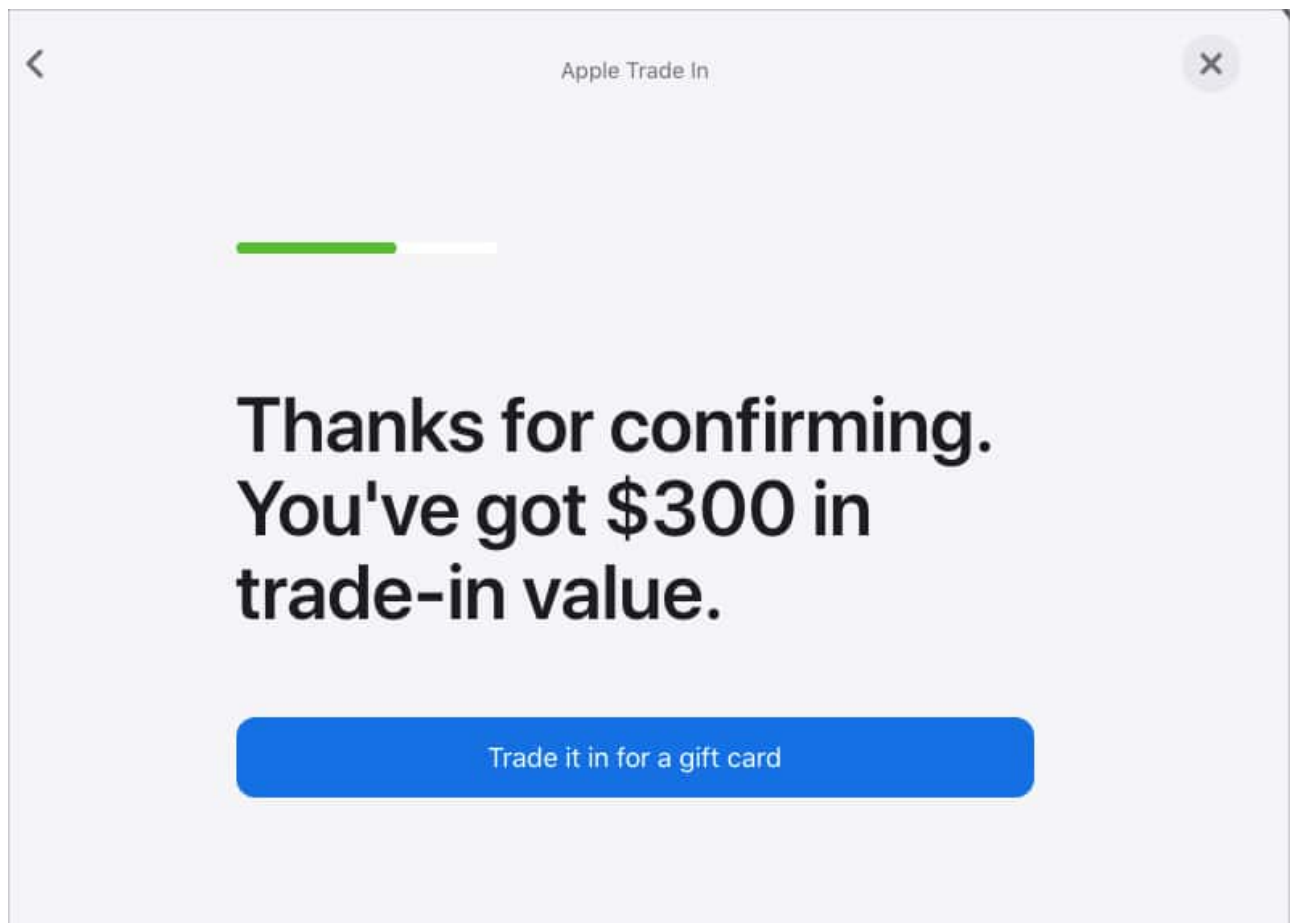 Apple Trade In
Thanks for confirming.
You've got $300 in
trade-in value.
Trade it in for a gift card